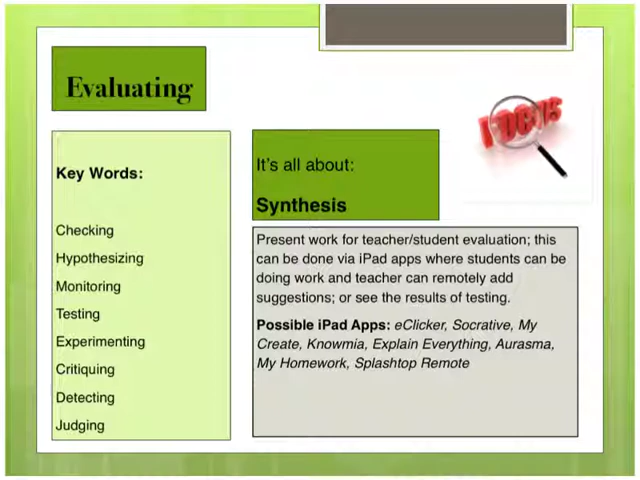 Evaluating
FOCUS
Key Words:
Checking
Hypothesizing
Monitoring
Testing
Experimenting
Critiquing
Detecting
Judging
It's all about:
Synthesis
Present work for teacher/student evaluation; this
can be done via iPad apps where students can be
doing work and teacher can remotely add
suggestions; or see the results of testing.
Possible iPad Apps: eClicker, Socrative, My
Create, Knowmia, Explain Everything, Aurasma,
My Homework, Splashtop Remote